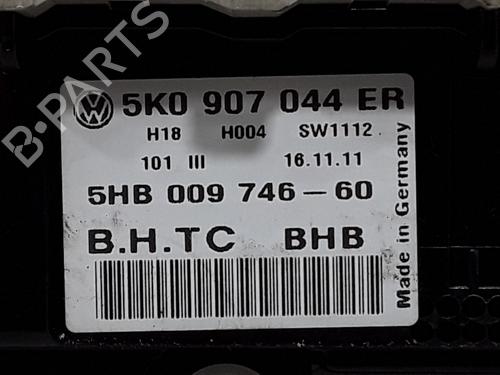 5K0 907 044 ER
H18 H004 SW1112
101 III 16.11.11
5HB 009 746-60
B.H.TC BHB
Made in Germany
B-PARTS